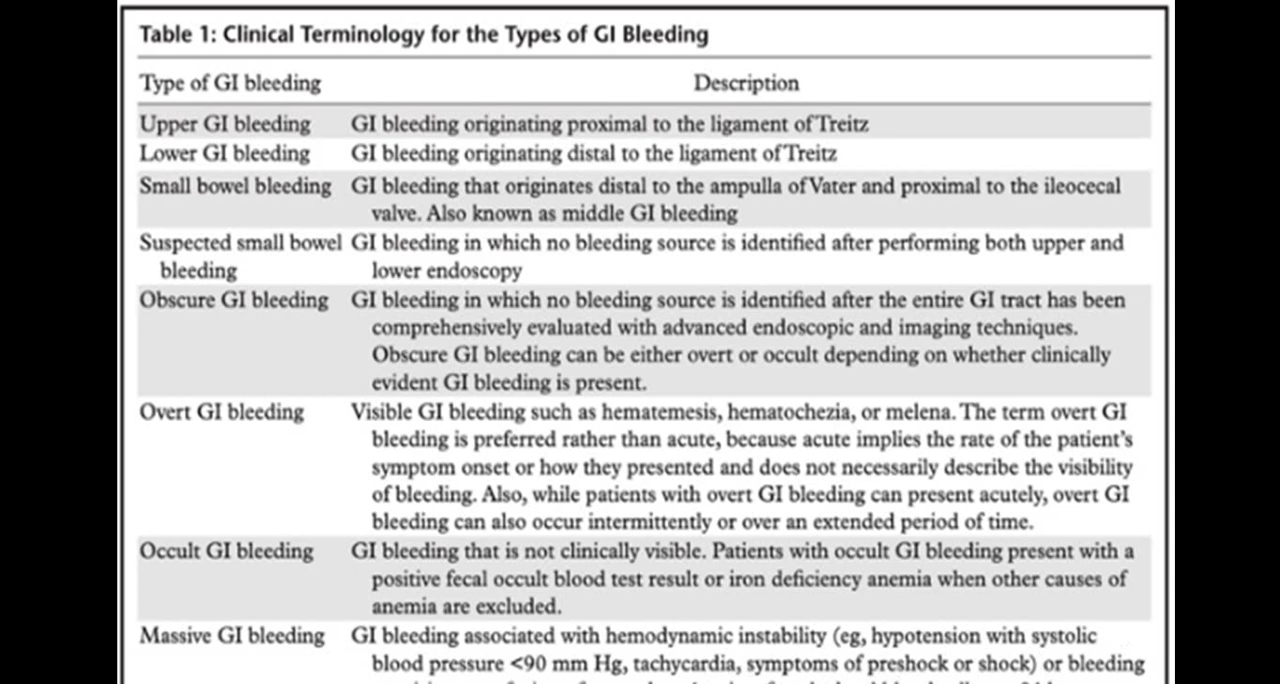 Table 1: Clinical Terminology for the Types of GI Bleeding
Type of GI bleeding Description
Upper GI bleeding GI bleeding originating proximal to the ligament of Treitz
Lower GI bleeding GI bleeding originating distal to the ligament of Treitz
Small bowel bleeding GI bleeding that originates distal to the ampulla of Vater and proximal to the ileocecal
valve. Also known as middle GI bleeding
Suspected small bowel GI bleeding in which no bleeding source is identified after performing both upper and
bleeding lower endoscopy
Obscure GI bleeding GI bleeding in which no bleeding source is identified after the entire GI tract has been
comprehensively evaluated with advanced endoscopic and imaging techniques.
Obscure GI bleeding can be either overt or occult depending on whether clinically
evident GI bleeding is present.
Overt GI bleeding Visible GI bleeding such as hematemesis, hematochezia, or melena. The term overt GI
bleeding is preferred rather than acute, because acute implies the rate of the patient's
symptom onset or how they presented and does not necessarily describe the visibility
of bleeding. Also, while patients with overt GI bleeding can present acutely, overt GI
bleeding can also occur intermittently or over an extended period of time.
Occult GI bleeding GI bleeding that is not clinically visible. Patients with occult GI bleeding present with a
positive fecal occult blood test result or iron deficiency anemia when other causes of
anemia are excluded.
Massive GI bleeding GI bleeding associated with hemodynamic instability (eg, hypotension with systolic
blood pressure <90 mm Hg, tachycardia, symptoms of preshock or shock) or bleeding